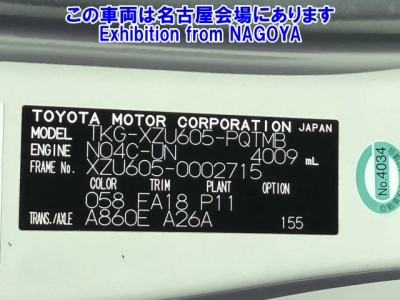 この車両は名古屋会場にあります
Exhibition from NAGOYA
TOYOTA MOTOR CORPORATION JAPAN
MODEL TKG-XZU605-PQTMB
ENGINE N04C-UN 4009 mL
FRAME No. XZU605-0002715
COLOR TRIM PLANT OPTION
058 FA18 P11
TRANS./AXLE A860E A26A 155
No.4034